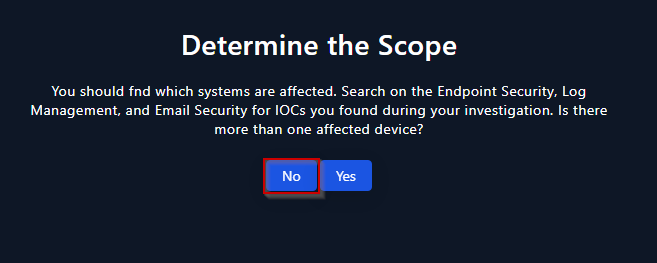 Determine the Scope
You should fnd which systems are affected. Search on the Endpoint Security, Log
Management, and Email Security for IOCs you found during your investigation. Is there
more than one affected device?
No Yes